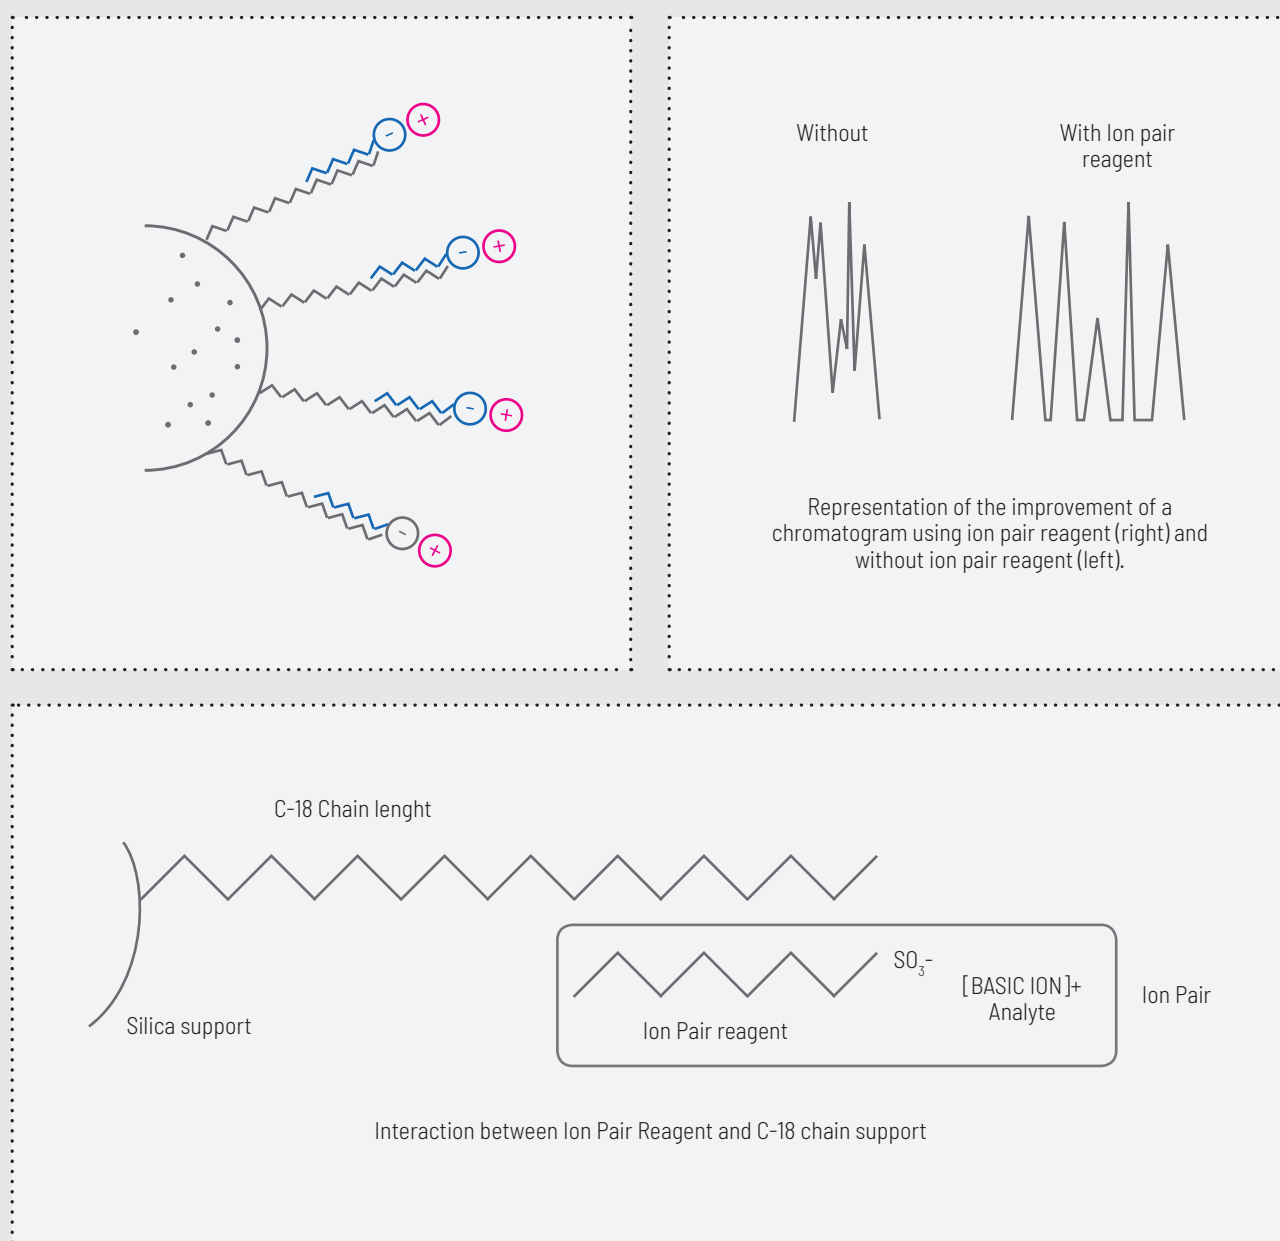 Without
With Ion pair
reagent
Representation of the improvement of a
chromatogram using ion pair reagent (right) and
without ion pair reagent (left).
C-18 Chain lenght
SO₃-
[BASIC ION]+
Analyte
Ion Pair
Ion Pair reagent
Silica support
Interaction between Ion Pair Reagent and C-18 chain support